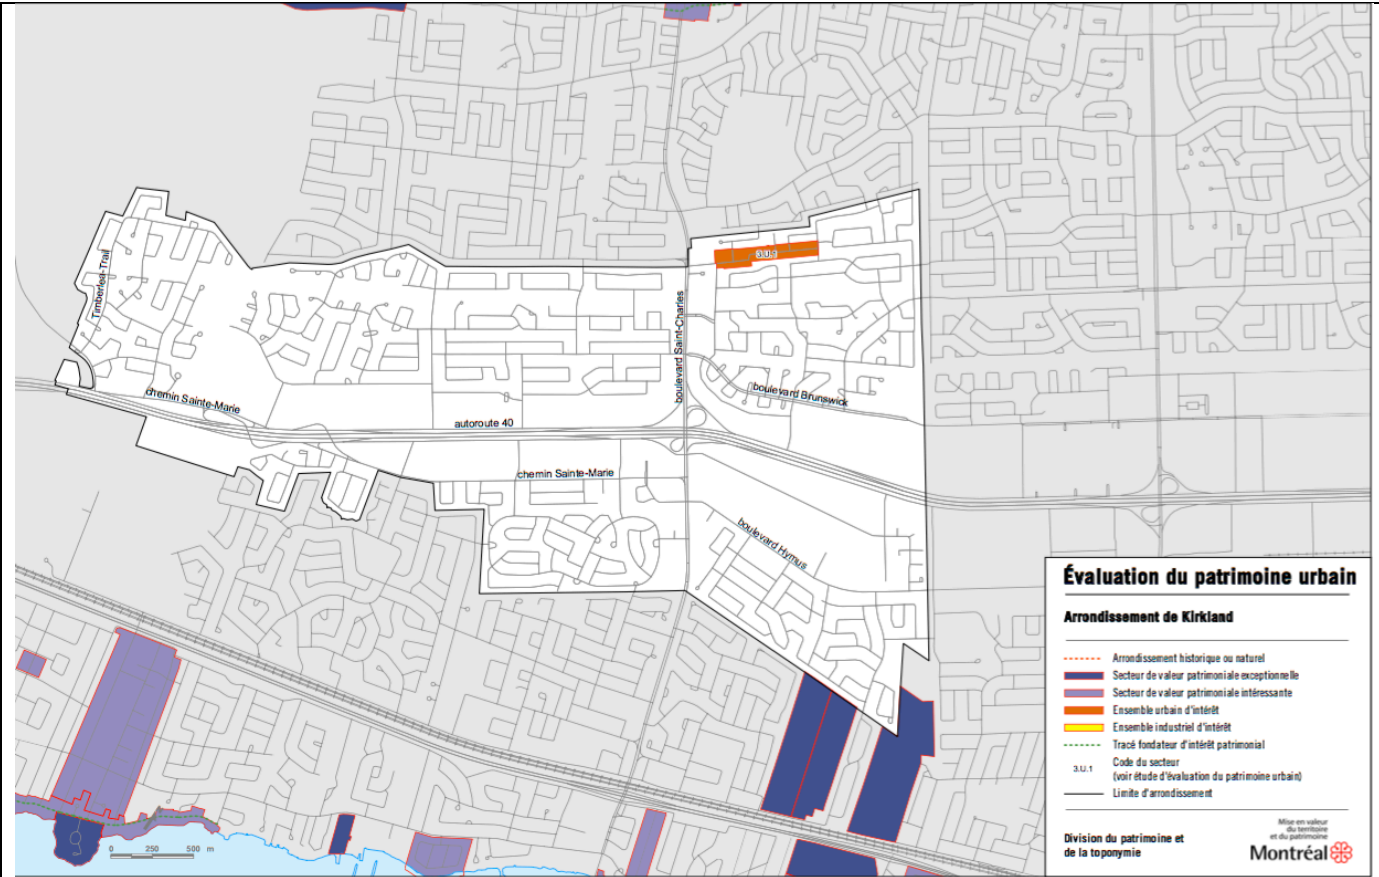 3.U.1
Timberlea-Trail
boulevard Saint-Charles
chemin Sainte-Marie
boulevard Brunswick
autoroute 40
chemin Sainte-Marie
boulevard Hymus
Évaluation du patrimoine urbain
Arrondissement de Kirkland
Arrondissement historique ou naturel
Secteur de valeur patrimoniale exceptionnelle
Secteur de valeur patrimoniale intéressante
Ensemble urbain d'intérêt
Ensemble industriel d'intérêt
Tracé fondateur d'intérêt patrimonial
3.U.1 Code du secteur
(voir étude d'évaluation du patrimoine urbain)
Limite d'arrondissement
0 250 500 m
Division du patrimoine et
de la toponymie
Mise en valeur
du territoire
et du patrimoine
Montréal